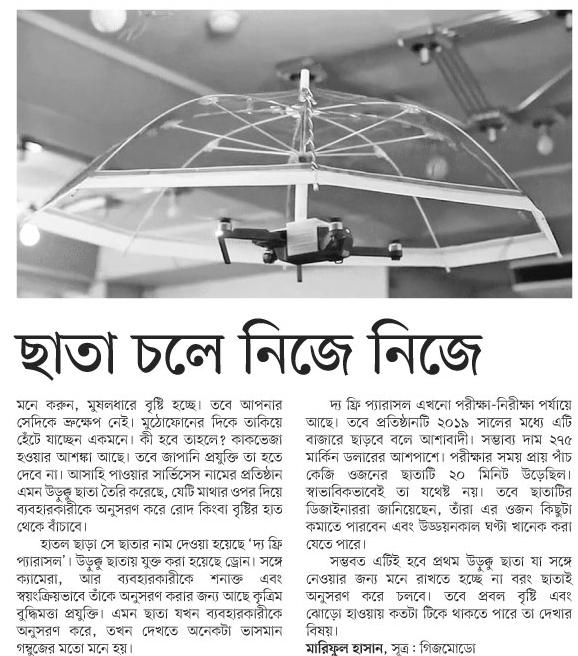 ছাতা চলে নিজে নিজে
মনে করুন, মুষলধারে বৃষ্টি হচ্ছে। তবে আপনার
সেদিকে ভ্রুক্ষেপ নেই। মুঠোফোনের দিকে তাকিয়ে
হেঁটে যাচ্ছেন একমনে। কী হবে তাহলে? কাকভেজা
হওয়ার আশঙ্কা আছে। তবে জাপানি প্রযুক্তি তা হতে
দেবে না। আসাহি পাওয়ার সার্ভিসেস নামের প্রতিষ্ঠান
এমন উড়ুক্কু ছাতা তৈরি করেছে, যেটি মাথার ওপর দিয়ে
ব্যবহারকারীকে অনুসরণ করে রোদ কিংবা বৃষ্টির হাত
থেকে বাঁচাবে।
হাতল ছাড়া সে ছাতার নাম দেওয়া হয়েছে ‘দ্য ফ্রি
প্যারাসল’। উড়ুক্কু ছাতায় যুক্ত করা হয়েছে ড্রোন। সঙ্গে
ক্যামেরা, আর ব্যবহারকারীকে শনাক্ত এবং
স্বয়ংক্রিয়ভাবে তাঁকে অনুসরণ করার জন্য আছে কৃত্রিম
বুদ্ধিমত্তা প্রযুক্তি। এমন ছাতা যখন ব্যবহারকারীকে
অনুসরণ করে, তখন দেখতে অনেকটা ভাসমান
গম্বুজের মতো মনে হয়।
দ্য ফ্রি প্যারাসল এখনো পরীক্ষা-নিরীক্ষা পর্যায়ে
আছে। তবে প্রতিষ্ঠানটি ২০১৯ সালের মধ্যে এটি
বাজারে ছাড়বে বলে আশাবাদী। সম্ভাব্য দাম ২৭৫
মার্কিন ডলারের আশপাশে। পরীক্ষার সময় প্রায় পাঁচ
কেজি ওজনের ছাতাটি ২০ মিনিট উড়েছিল।
স্বাভাবিকভাবেই তা যথেষ্ট নয়। তবে ছাতাটির
ডিজাইনাররা জানিয়েছেন, তাঁরা এর ওজন কিছুটা
কমাতে পারবেন এবং উড্ডয়নকাল ঘণ্টা খানেক করা
যেতে পারে।
সম্ভবত এটিই হবে প্রথম উড়ুক্কু ছাতা যা সঙ্গে
নেওয়ার জন্য মনে রাখতে হচ্ছে না বরং ছাতাই
অনুসরণ করে চলবে। তবে প্রবল বৃষ্টি এবং
ঝোড়ো হাওয়ায় কতটা টিকে থাকতে পারে তা দেখার
বিষয়।
মারিফুল হাসান, সূত্র : গিজমোডো